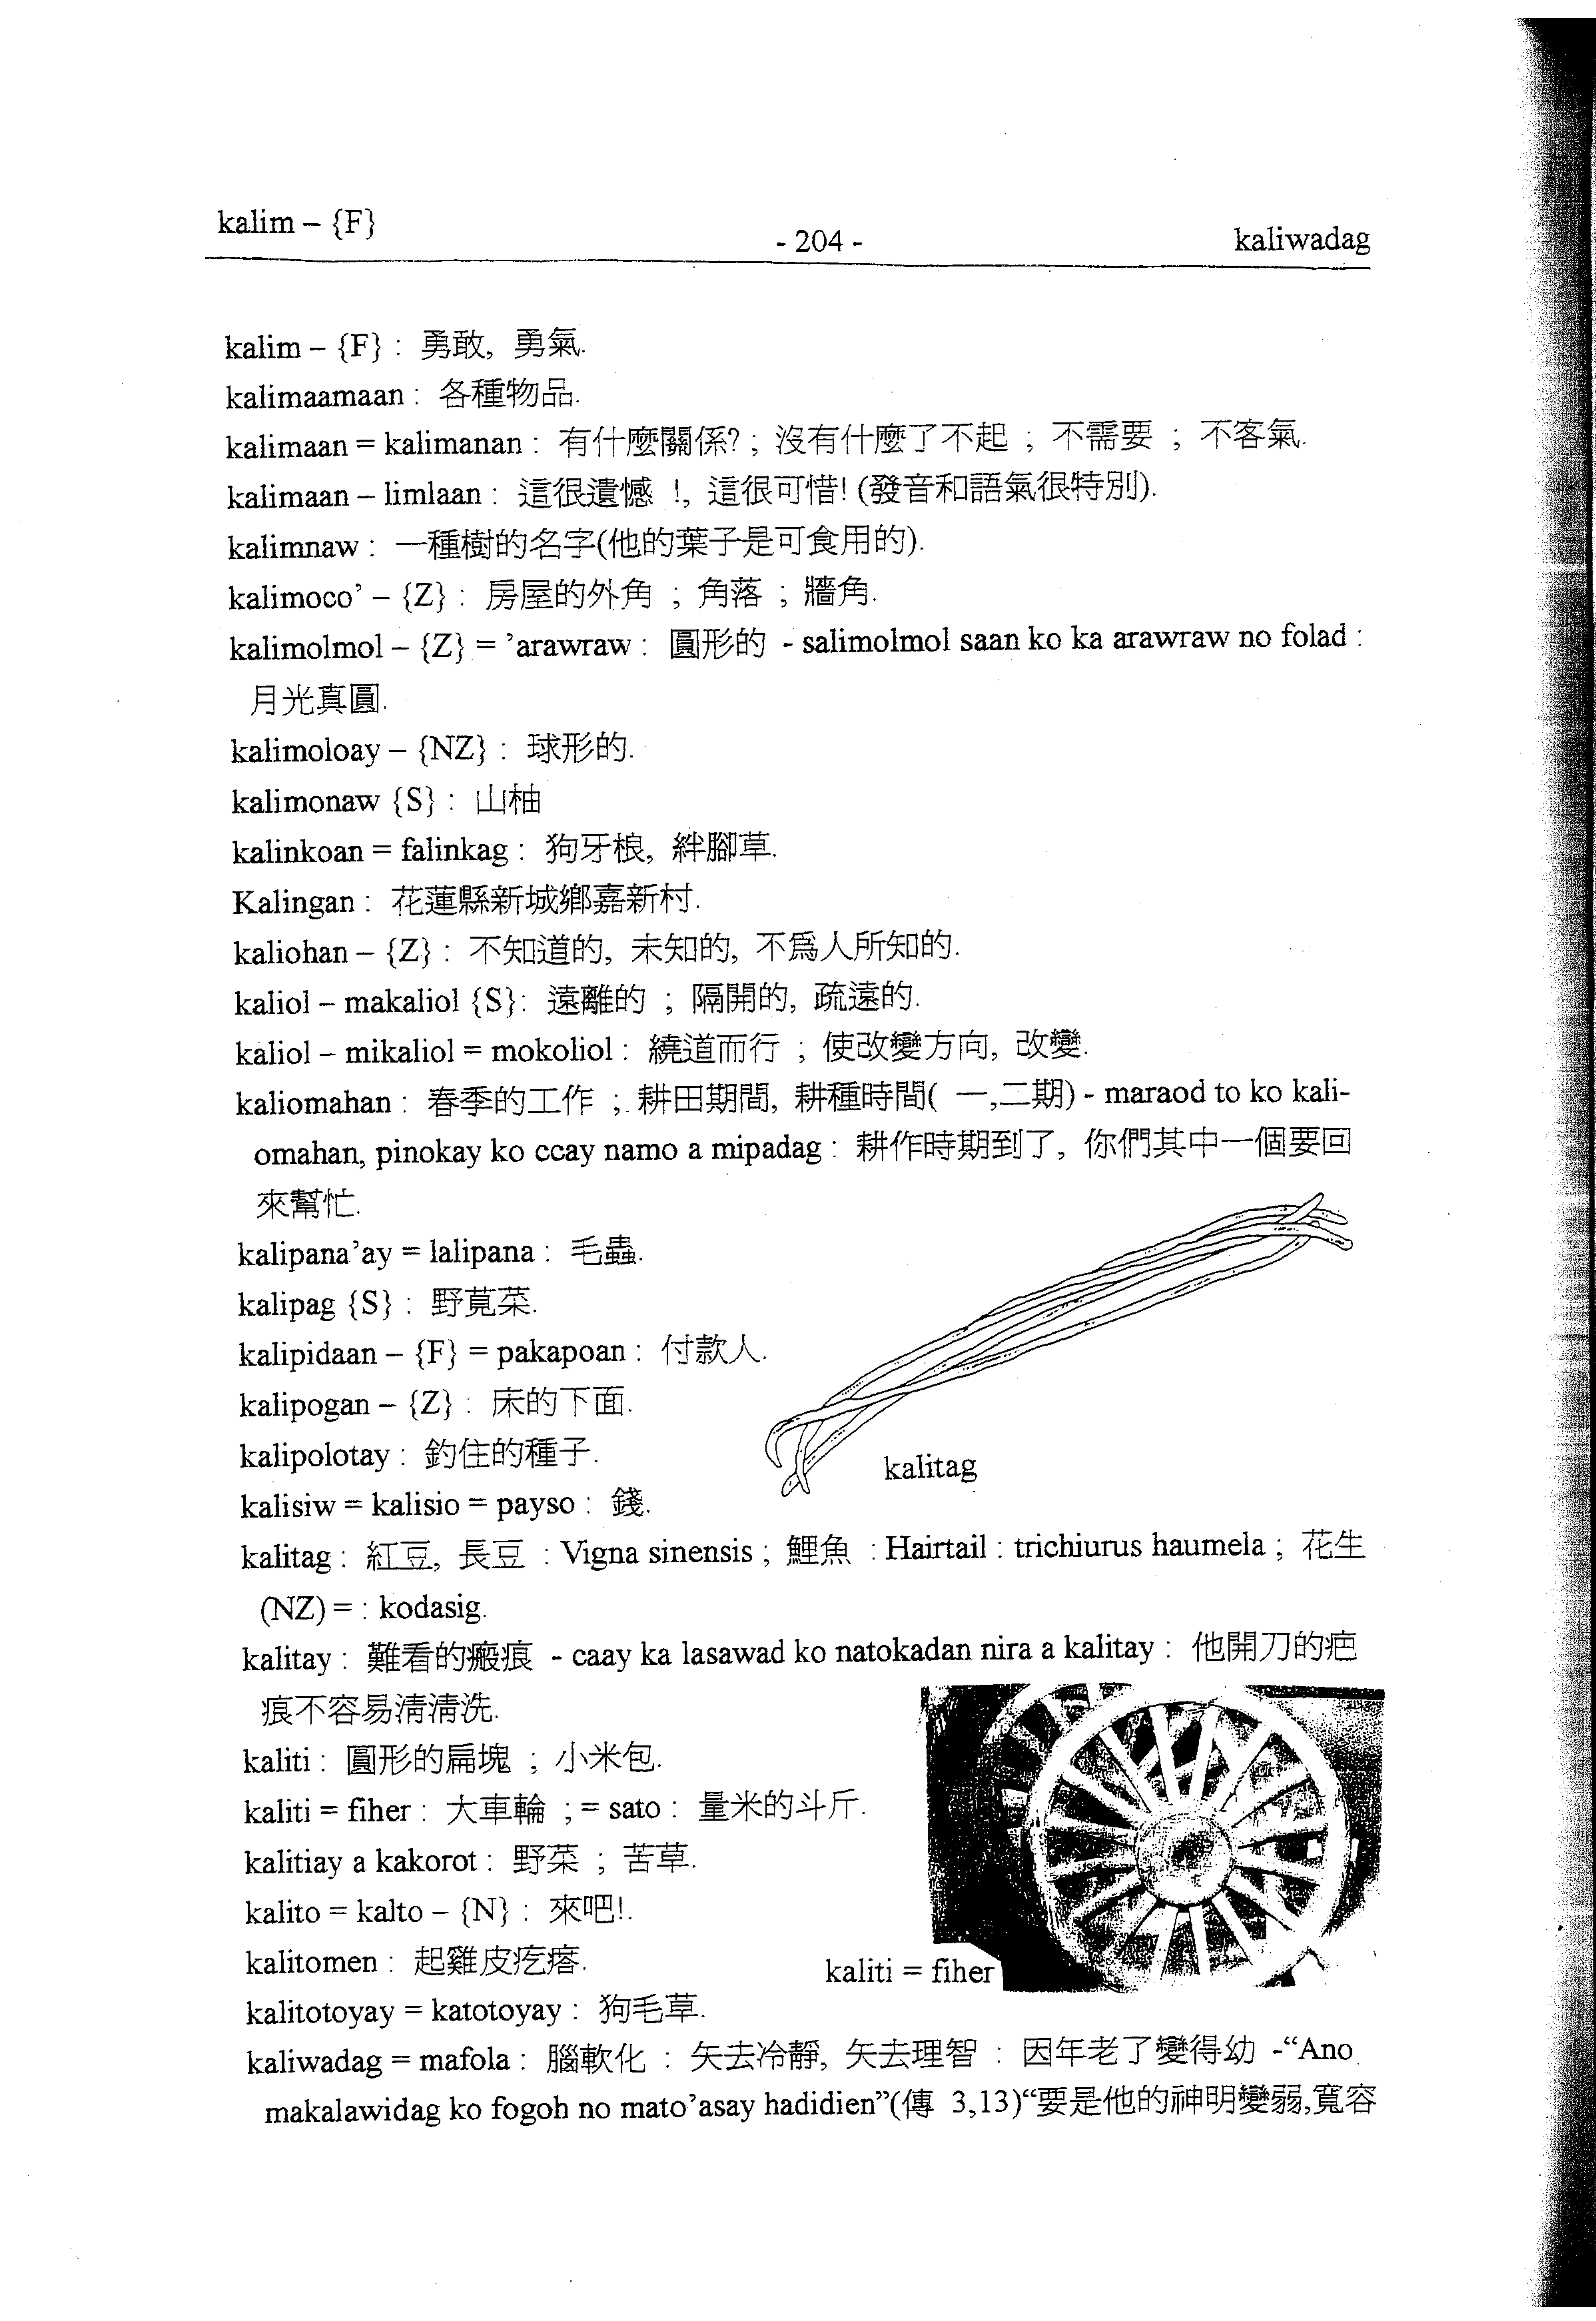 kalim – {F}
- 204 -
kaliwadag
kalim – {F} : 勇敢, 勇氣.
kalimaamaan : 各種物品.
kalimaan = kalimanan : 有什麼關係? ; 沒有什麼了不起 ; 不需要 ; 不客氣.
kalimaan – limlaan : 這很遺憾 !, 這很可惜! (發音和語氣很特別).
kalimnaw : 一種樹的名字(他的葉子是可食用的).
kalimoco’ – {Z} : 房屋的外角 ; 角落 ; 牆角.
kalimolmol – {Z} = ’arawraw : 圓形的 - salimolmol saan ko ka arawraw no folad :
月光真圓.
kalimoloay – {NZ} : 球形的.
kalimonaw {S} : 山柚
kalinkoan = falinkag : 狗牙根, 絆腳草.
Kalingan : 花蓮縣新城鄉嘉新村.
kaliohan – {Z} : 不知道的, 未知的, 不爲人所知的.
kaliol – makaliol {S}: 遠離的 ; 隔開的, 疏遠的.
kaliol – mikaliol = mokoliol : 繞道而行 ; 使改變方向, 改變.
kaliomahan : 春季的工作 ; 耕田期間, 耕種時間( 一,二期) - maraod to ko kali-
omahan, pinokay ko ccay namo a mipadag : 耕作時期到了, 你們其中一個要回
來幫忙.
kalipana’ay = lalipana : 毛蟲.
kalipag {S} : 野莧菜.
kalipidaan – {F} = pakapoan : 付款人.
kalipogan – {Z} : 床的下面.
kalipolotay : 釣住的種子.
kalitag
kalisiw = kalisio = payso : 錢.
kalitag : 紅豆, 長豆 : Vigna sinensis ; 鯉魚 : Hairtail : trichiurus haumela ; 花生
(NZ) = : kodasig.
kalitay : 難看的瘢痕 - caay ka lasawad ko natokadan nira a kalitay : 他開刀的疤
痕不容易清清洗.
kaliti : 圓形的扁塊 ; 小米包.
kaliti = fiher : 大車輪 ; = sato : 量米的斗斤.
kalitiay a kakorot : 野菜 ; 苦草.
kalito = kalto – {N} : 來吧!.
kalitomen : 起雞皮疙瘩.
kaliti = fiher
kalitotoyay = katotoyay : 狗毛草.
kaliwadag = mafola : 腦軟化 : 矢去冷靜, 矢去理智 : 因年老了變得幼 -“Ano
makalawidag ko fogoh no mato’asay hadidien”(傳 3,13)“要是他的神明變弱,寬容